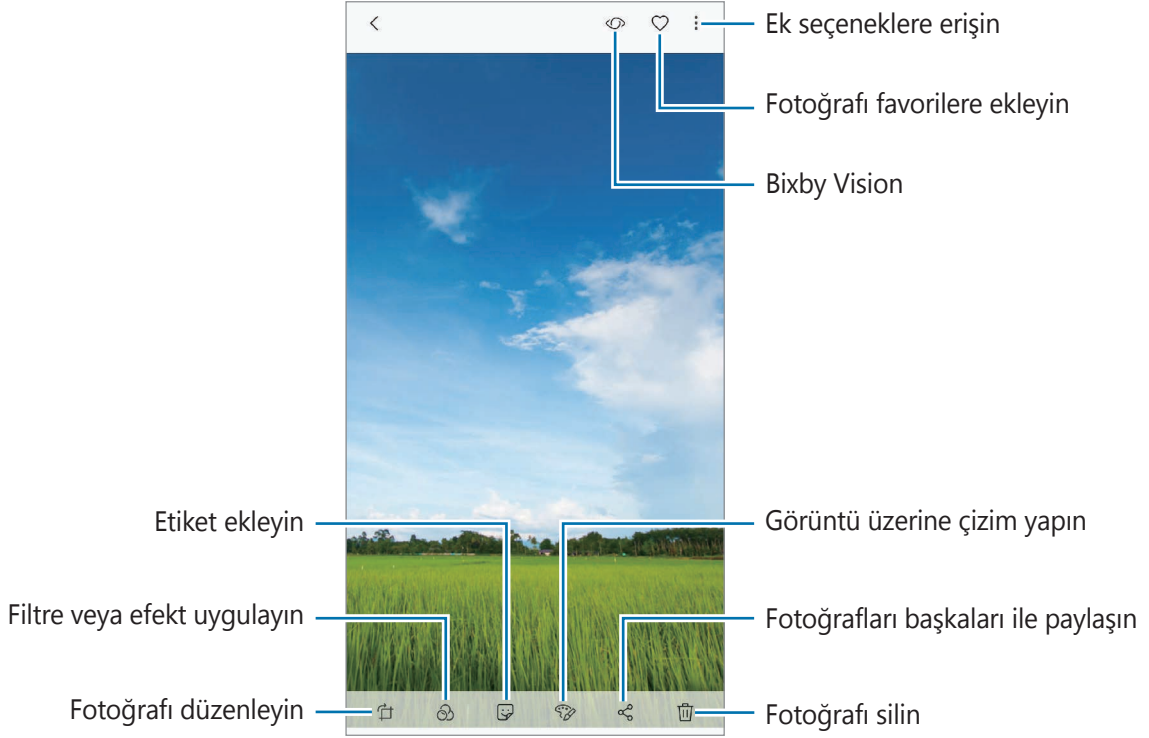 Ek seçeneklere erişin
Fotoğrafı favorilere ekleyin
Bixby Vision
Etiket ekleyin
Görüntü üzerine çizim yapın
Filtre veya efekt uygulayın
Fotoğrafları başkaları ile paylaşın
Fotoğrafı düzenleyin
Fotoğrafı silin